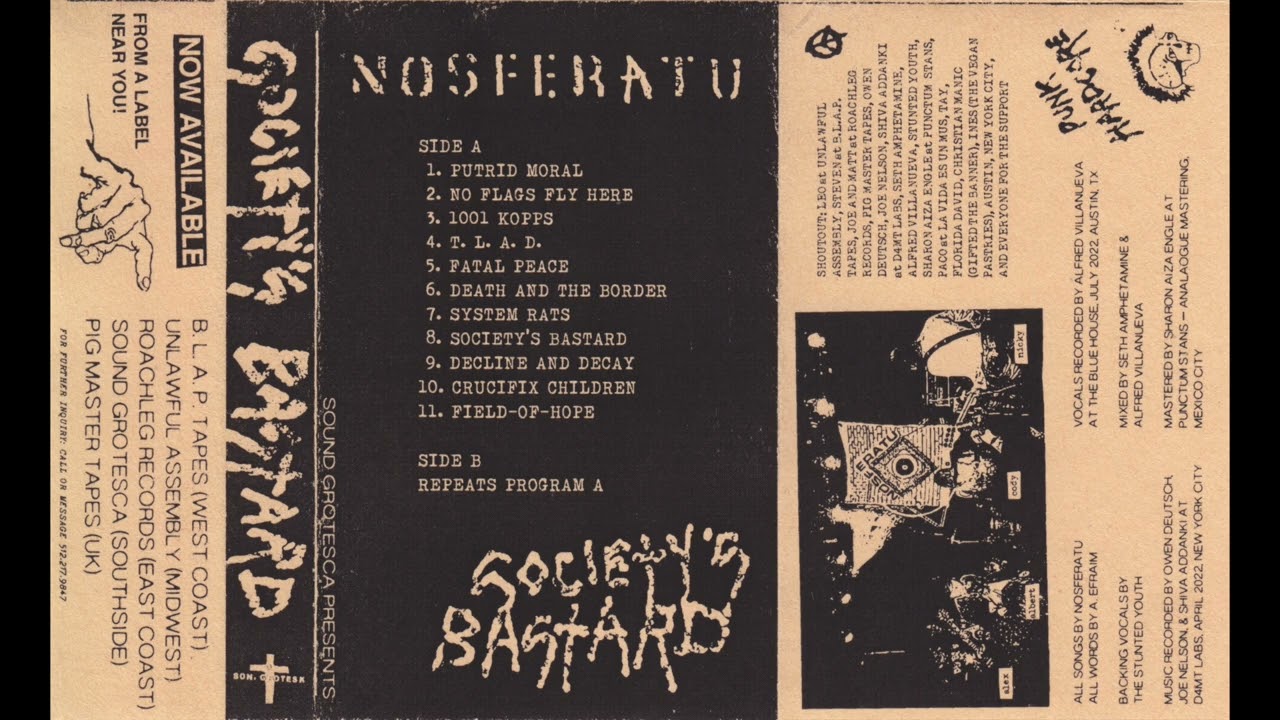 FROM A LABEL
NEAR YOU!
NOW AVAILABLE
B. L. A. P. TAPES (WEST COAST)
UNLAWFUL ASSEMBLY (MIDWEST)
ROACHLEG RECORDS (EAST COAST)
SOUND GROTESCA (SOUTHSIDE)
PIG MASTER TAPES (UK)
FOR FURTHER INQUIRY: CALL OR MESSAGE 512.217.9847
SOCIETY'S BASTARD
SON. GROTESK
SOUND GROTESCA PRESENTS
NOSFERATU
SIDE A
1. PUTRID MORAL
2. NO FLAGS FLY HERE
3. 1001 KOPPS
4. T. L. A. D.
5. FATAL PEACE
6. DEATH AND THE BORDER
7. SYSTEM RATS
8. SOCIETY'S BASTARD
9. DECLINE AND DECAY
10. CRUCIFIX CHILDREN
11. FIELD-OF-HOPE
SIDE B
REPEATS PROGRAM A
SOCIETY'S
BASTARD
SHOUTOUT: LEO at UNLAWFUL
ASSEMBLY, STEVEN at B.L.A.P.
TAPES, JOE AND MATT at ROACHLEG
RECORDS, PIG MASTER TAPES, OWEN
DEUTSCH, JOE NELSON, SHIVA ADDANKI
at D4MT LABS, SETH AMPHETAMINE,
ALFRED VILLANUEVA, STUNTED YOUTH,
SHARON AIZA ENGLE at PUNCTUM STANS,
PACO at LA VIDA ES UN MUS, TAY,
FLORIDA DAVID, CHRISTIAN MANIC
(GIFTED THE BANNER), INES (THE VEGAN
PASTRIES), AUSTIN, NEW YORK CITY,
AND EVERYONE FOR THE SUPPORT
nicky
cody
albert
alex
ERATU
PUNK
HARDCORE
VOCALS RECORDED BY ALFRED VILLANUEVA
AT THE BLUE HOUSE, JULY 2022. AUSTIN, TX
MIXED BY SETH AMPHETAMINE &
ALFRED VILLANUEVA
MASTERED BY SHARON AIZA ENGLE AT
PUNCTUM STANS – ANALAOGUE MASTERING,
MEXICO CITY
ALL SONGS BY NOSFERATU
ALL WORDS BY A. EFRAIM
BACKING VOCALS BY
THE STUNTED YOUTH
MUSIC RECORDED BY OWEN DEUTSCH,
JOE NELSON, & SHIVA ADDANKI AT
D4MT LABS, APRIL 2022, NEW YORK CITY